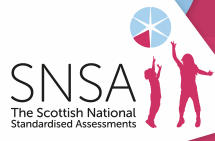 SNSA
The Scottish National
Standardised Assessments